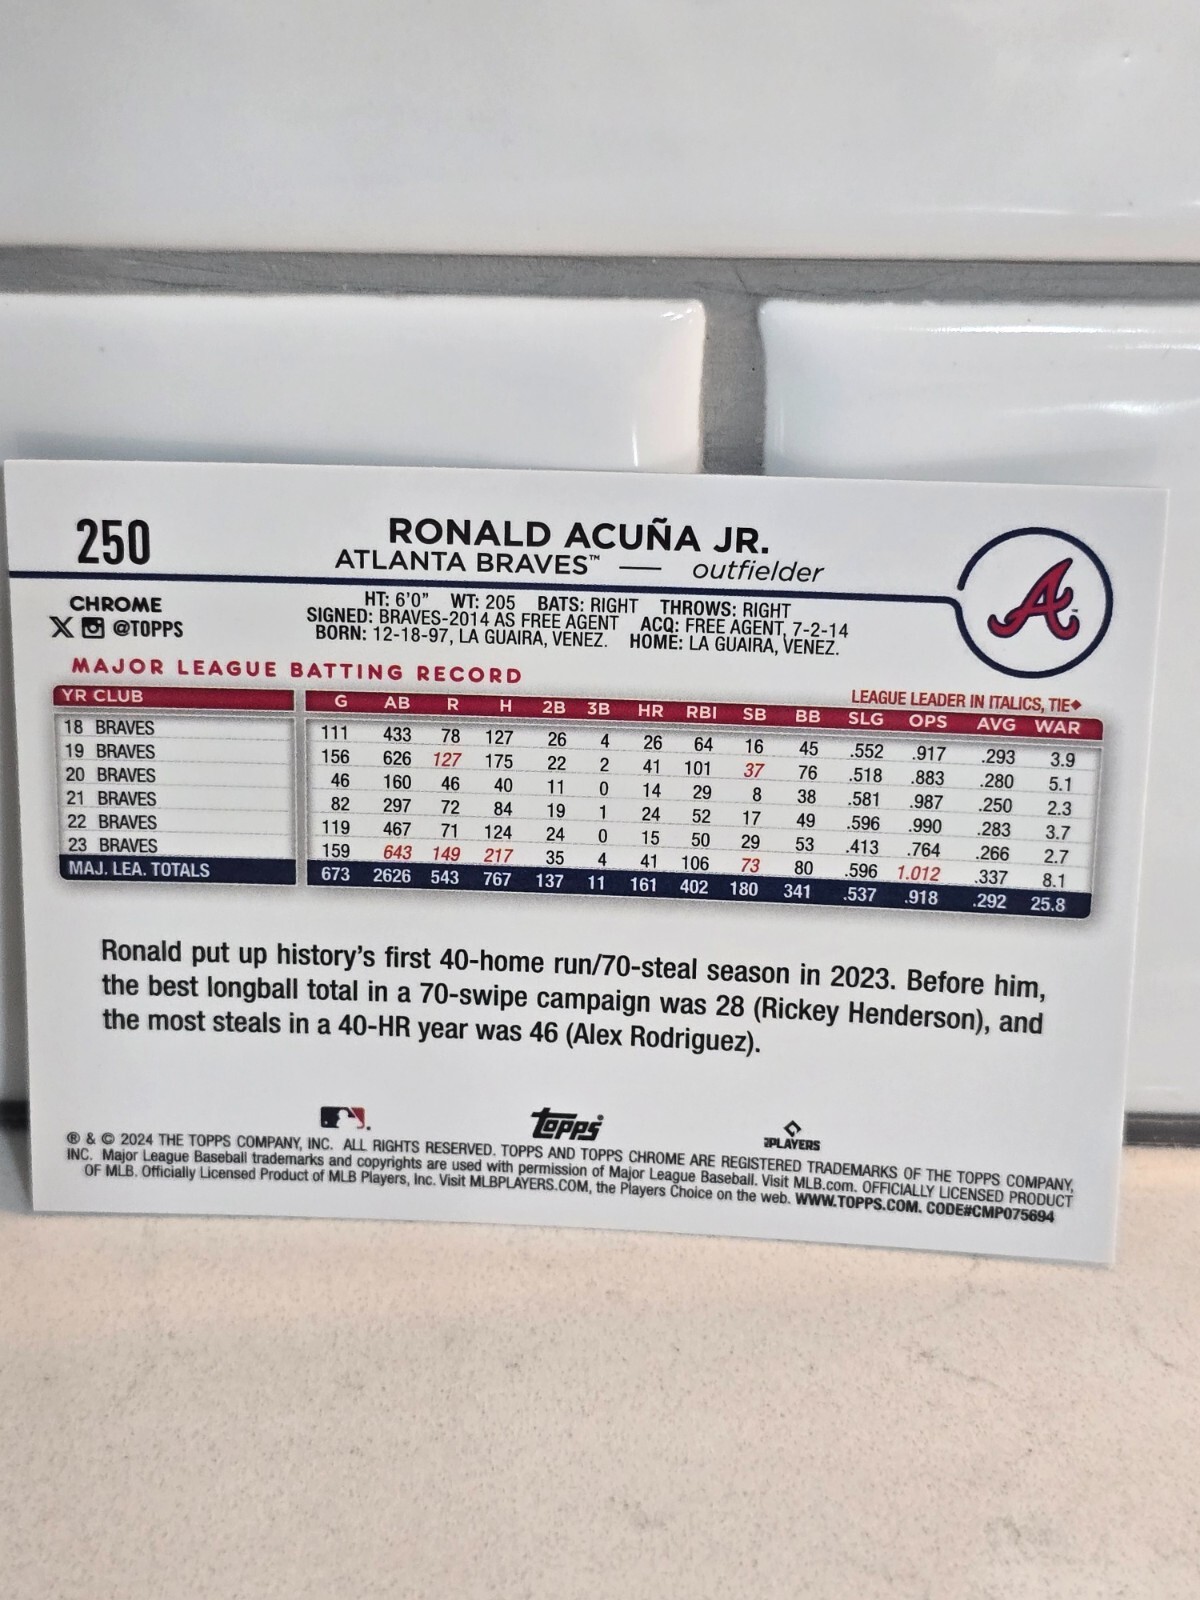 250
RONALD ACUÑA JR.
ATLANTA BRAVES™ — outfielder
A
CHROME
X @TOPPS
HT: 6'0" WT: 205 BATS: RIGHT THROWS: RIGHT
SIGNED: BRAVES-2014 AS FREE AGENT ACQ: FREE AGENT, 7-2-14
BORN: 12-18-97, LA GUAIRA, VENEZ. HOME: LA GUAIRA, VENEZ.
MAJOR LEAGUE BATTING RECORD
LEAGUE LEADER IN ITALICS, TIE◆
YR CLUB G AB R H 2B 3B HR RBI SB BB SLG OPS AVG WAR
18 BRAVES 111 433 78 127 26 4 26 64 16 45 .552 .917 .293 3.9
19 BRAVES 156 626 127 175 22 2 41 101 37 76 .518 .883 .280 5.1
20 BRAVES 46 160 46 40 11 0 14 29 8 38 .581 .987 .250 2.3
21 BRAVES 82 297 72 84 19 1 24 52 17 49 .596 .990 .283 3.7
22 BRAVES 119 467 71 124 24 0 15 50 29 53 .413 .764 .266 2.7
23 BRAVES 159 643 149 217 35 4 41 106 73 80 .596 1.012 .337 8.1
MAJ. LEA. TOTALS 673 2626 543 767 137 11 161 402 180 341 .537 .918 .292 25.8
Ronald put up history's first 40-home run/70-steal season in 2023. Before him,
the best longball total in a 70-swipe campaign was 28 (Rickey Henderson), and
the most steals in a 40-HR year was 46 (Alex Rodriguez).
topps
PLAYERS
® & © 2024 THE TOPPS COMPANY, INC. ALL RIGHTS RESERVED. TOPPS AND TOPPS CHROME ARE REGISTERED TRADEMARKS OF THE TOPPS COMPANY,
INC. Major League Baseball trademarks and copyrights are used with permission of Major League Baseball. Visit MLB.com. OFFICIALLY LICENSED PRODUCT
OF MLB. Officially Licensed Product of MLB Players, Inc. Visit MLBPLAYERS.COM, the Players Choice on the web. WWW.TOPPS.COM. CODE#CMP075694